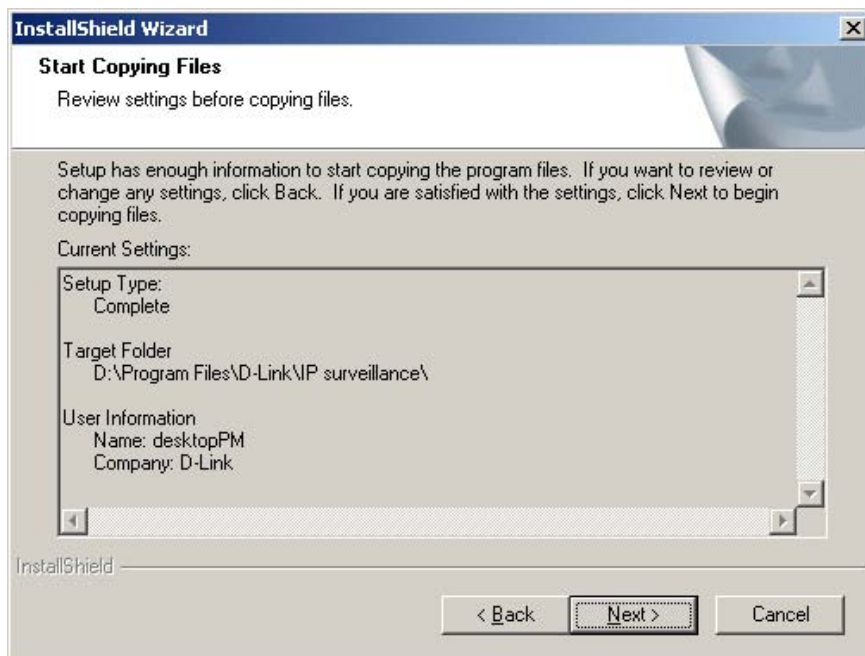 InstallShield Wizard
Start Copying Files
Review settings before copying files.
Setup has enough information to start copying the program files. If you want to review or
change any settings, click Back. If you are satisfied with the settings, click Next to begin
copying files.
Current Settings:
Setup Type:
Complete
Target Folder
D:\Program Files\D-Link\IP surveillance\
User Information
Name: desktopPM
Company: D-Link
InstallShield
< Back
Next >
Cancel